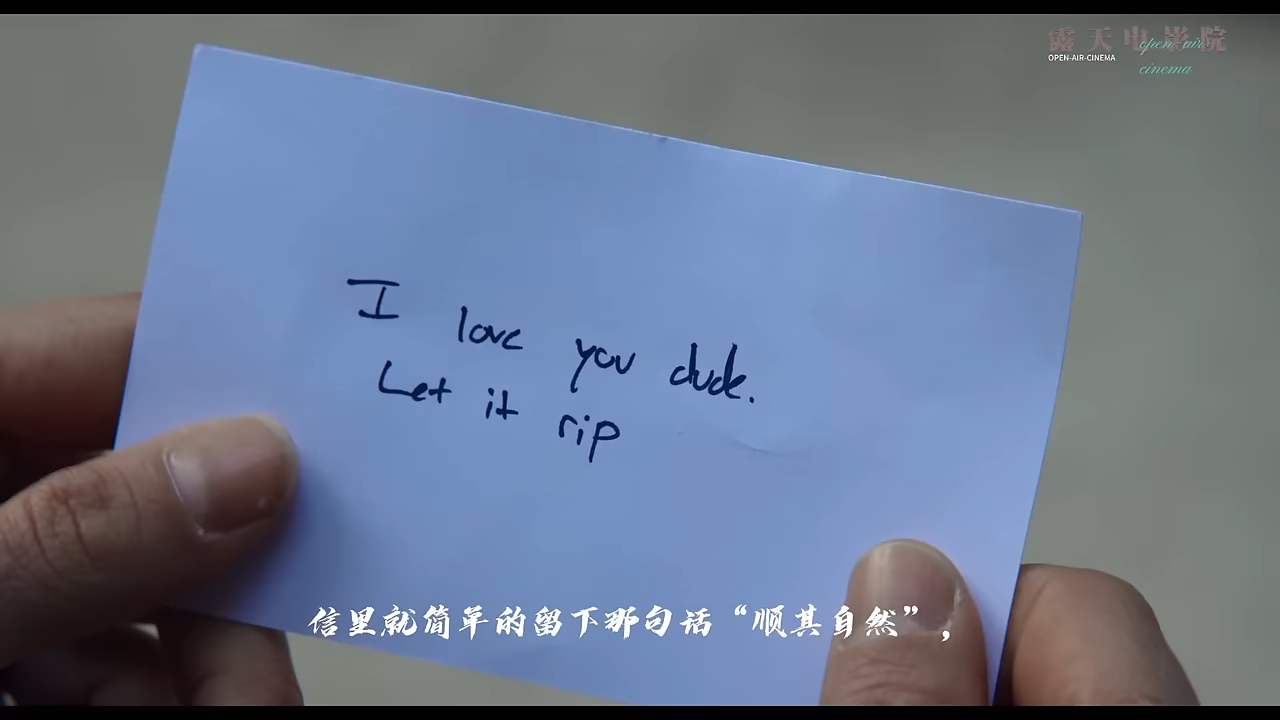 露天电影院
open-air
OPEN-AIR-CINEMA
cinema
I love you dude.
Let it rip
信里就简单的留下那句话“顺其自然”，